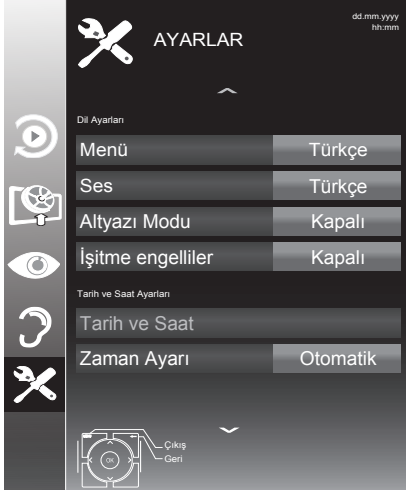 dd.mm.yyyy
hh:mm
AYARLAR
Dil Ayarları
Menü Türkçe
Ses Türkçe
Altyazı Modu Kapalı
İşitme engelliler Kapalı
Tarih ve Saat Ayarları
Tarih ve Saat
Zaman Ayarı Otomatik
Çıkış
OK
Geri